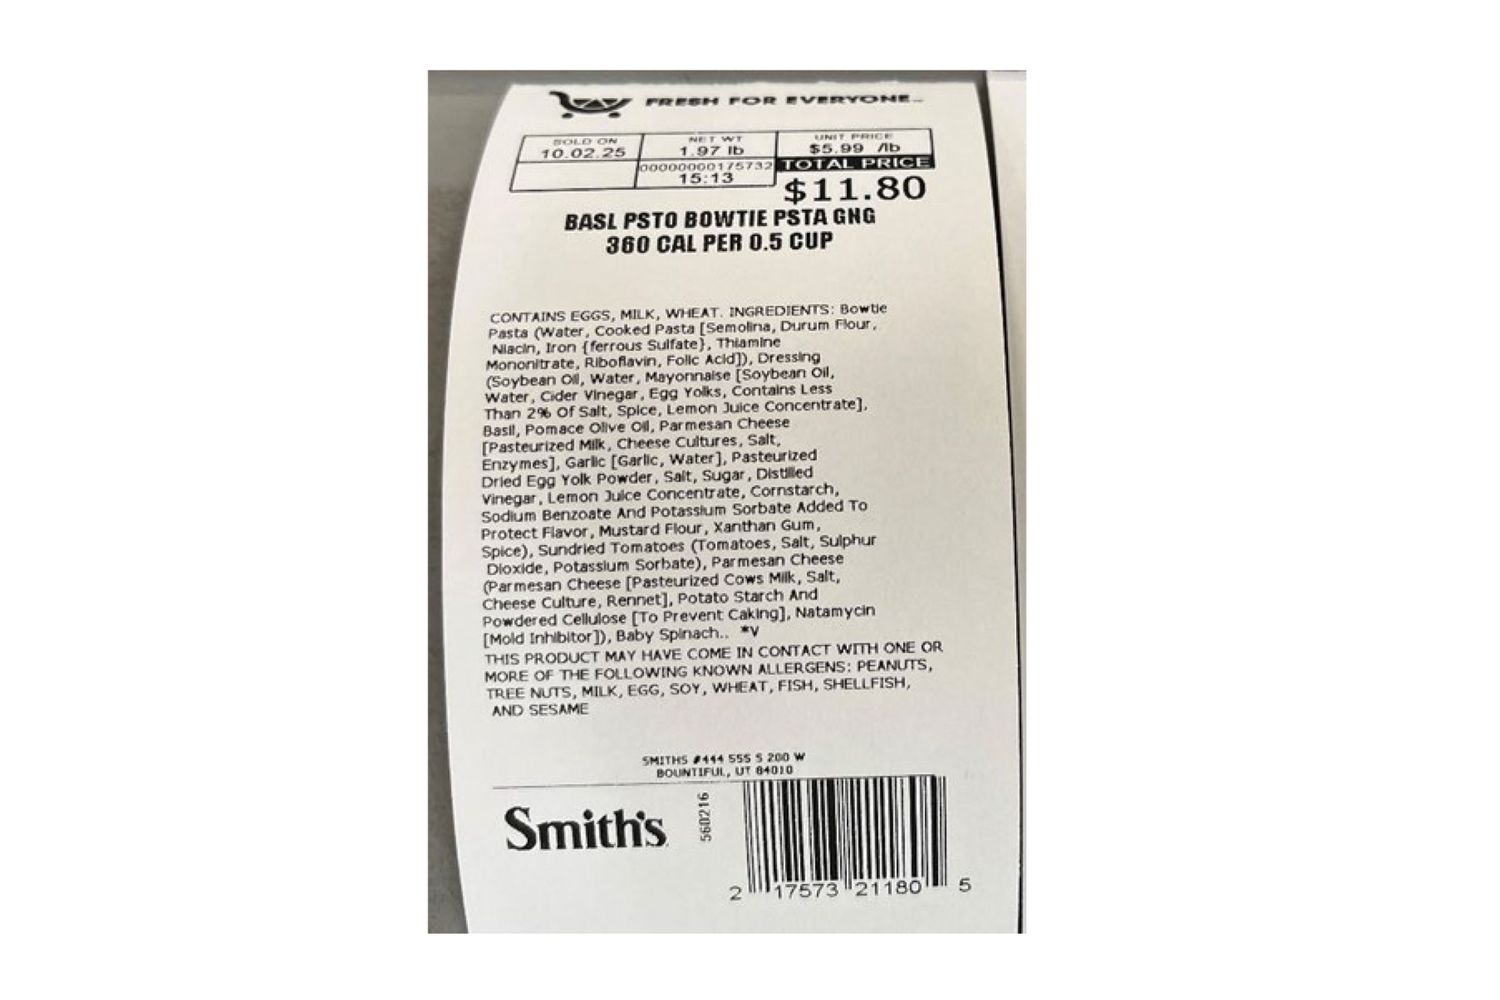 FRESH FOR EVERYONE™
SOLD ON NET WT UNIT PRICE
10.02.25 1.97 lb $5.99 /lb
00000000175732 TOTAL PRICE
15:13 $11.80
BASL PSTO BOWTIE PSTA GNG
360 CAL PER 0.5 CUP
CONTAINS EGGS, MILK, WHEAT. INGREDIENTS: Bowtie
Pasta (Water, Cooked Pasta [Semolina, Durum Flour,
Niacin, Iron {ferrous Sulfate}, Thiamine
Mononitrate, Riboflavin, Folic Acid]), Dressing
(Soybean Oil, Water, Mayonnaise [Soybean Oil,
Water, Cider Vinegar, Egg Yolks, Contains Less
Than 2% Of Salt, Spice, Lemon Juice Concentrate],
Basil, Pomace Olive Oil, Parmesan Cheese
[Pasteurized Milk, Cheese Cultures, Salt,
Enzymes], Garlic [Garlic, Water], Pasteurized
Dried Egg Yolk Powder, Salt, Sugar, Distilled
Vinegar, Lemon Juice Concentrate, Cornstarch,
Sodium Benzoate And Potassium Sorbate Added To
Protect Flavor, Mustard Flour, Xanthan Gum,
Spice), Sundried Tomatoes (Tomatoes, Salt, Sulphur
Dioxide, Potassium Sorbate), Parmesan Cheese
(Parmesan Cheese [Pasteurized Cows Milk, Salt,
Cheese Culture, Rennet], Potato Starch And
Powdered Cellulose [To Prevent Caking], Natamycin
[Mold Inhibitor]), Baby Spinach.. *V
THIS PRODUCT MAY HAVE COME IN CONTACT WITH ONE OR
MORE OF THE FOLLOWING KNOWN ALLERGENS: PEANUTS,
TREE NUTS, MILK, EGG, SOY, WHEAT, FISH, SHELLFISH,
AND SESAME
SMITHS #444 555 S 200 W
BOUNTIFUL, UT 84010
Smith's
560216
2 17573 21180 5